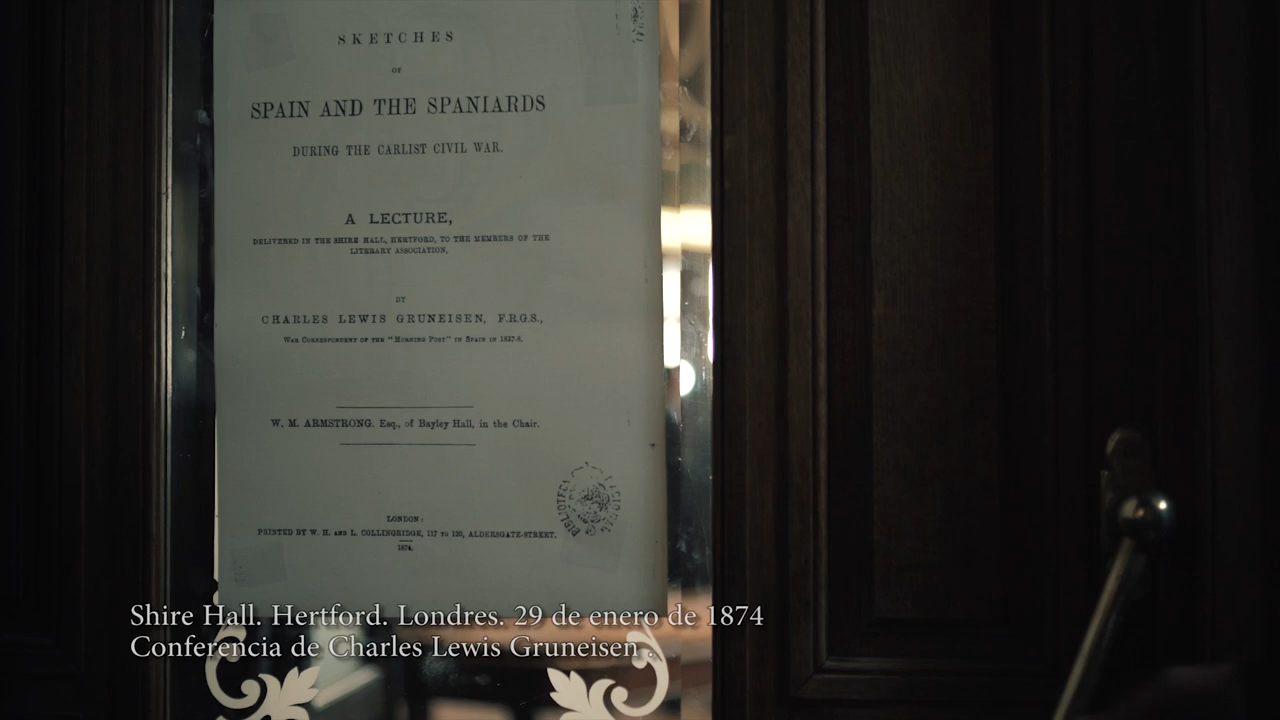 SKETCHES
OF
SPAIN AND THE SPANIARDS
DURING THE CARLIST CIVIL WAR.
A LECTURE,
DELIVERED IN THE SHIRE HALL, HERTFORD, TO THE MEMBERS OF THE
LITERARY ASSOCIATION,
BY
CHARLES LEWIS GRUNEISEN, F.R.G.S.,
WAR CORRESPONDENT OF THE "MORNING POST" IN SPAIN IN 1837-8.
W. M. ARMSTRONG. Esq., of Bayley Hall, in the Chair.
LONDON:
PRINTED BY W. H. AND L. COLLINGRIDGE, 117 TO 120, ALDERSGATE-STREET.
1874.
BIBLIOTECA
Shire Hall. Hertford. Londres. 29 de enero de 1874
Conferencia de Charles Lewis Gruneisen .